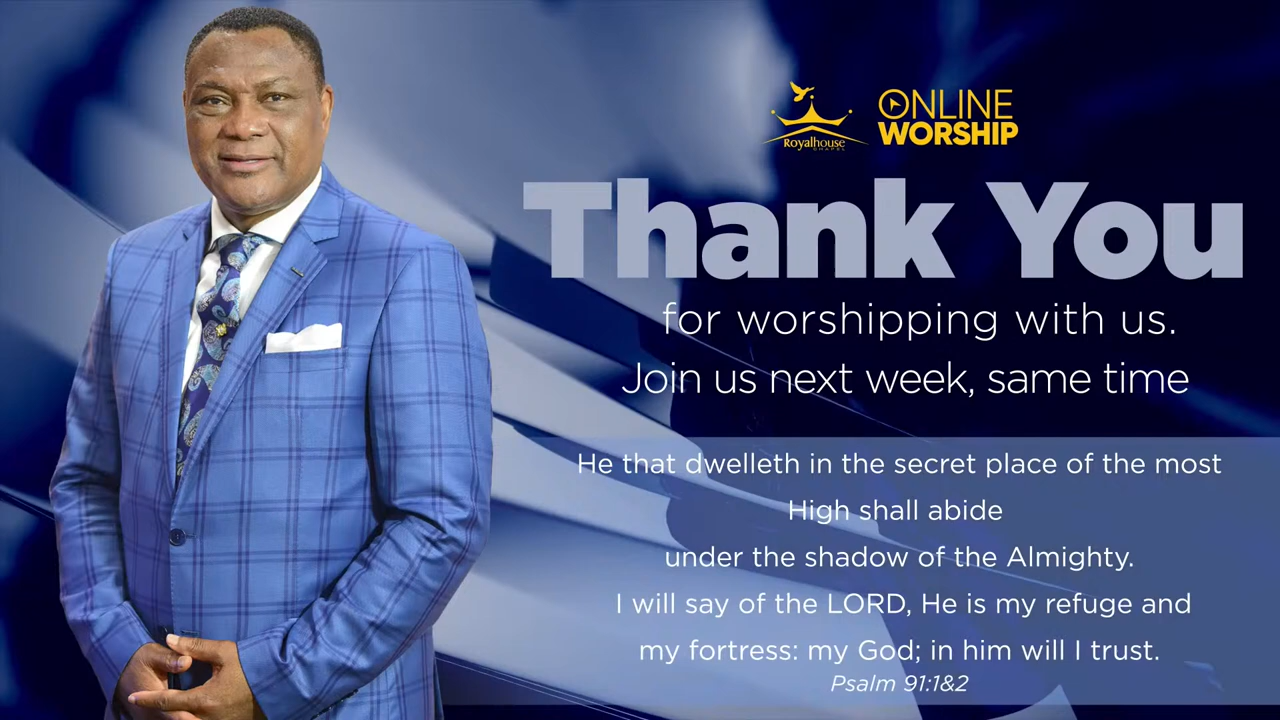 ONLINE
WORSHIP
Royalhouse
CHAPEL
Thank You
for worshipping with us.
Join us next week, same time
He that dwelleth in the secret place of the most
High shall abide
under the shadow of the Almighty.
I will say of the LORD, He is my refuge and
my fortress: my God; in him will I trust.
Psalm 91:1&2